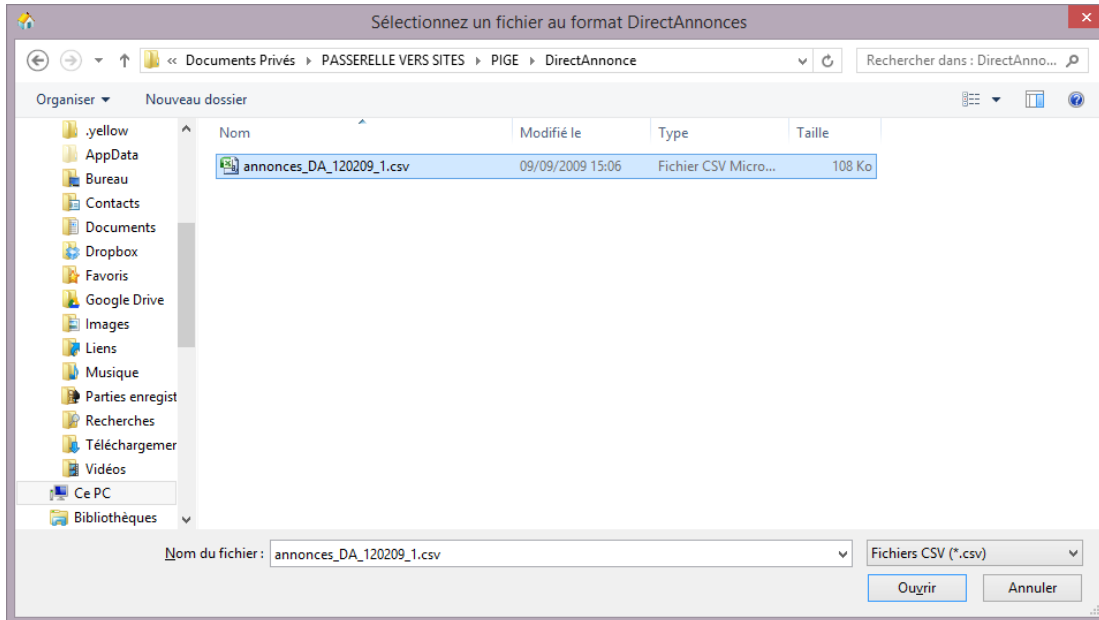 Sélectionnez un fichier au format DirectAnnonces
« Documents Privés PASSERELLE VERS SITES PIGE DirectAnnonce
Rechercher dans : DirectAnno...
Organiser Nouveau dossier
Nom Modifié le Type Taille
annonces_DA_120209_1.csv 09/09/2009 15:06 Fichier CSV Micro... 108 Ko
.yellow
AppData
Bureau
Contacts
Documents
Dropbox
Favoris
Google Drive
Images
Liens
Musique
Parties enregist
Recherches
Téléchargemer
Vidéos
Ce PC
Bibliothèques
Nom du fichier : annonces_DA_120209_1.csv Fichiers CSV (*.csv)
Ouvrir Annuler